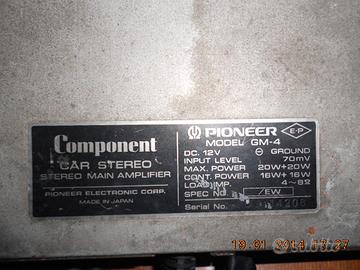 Component
CAR STEREO
STEREO MAIN AMPLIFIER
PIONEER ELECTRONIC CORP.
MADE IN JAPAN
PIONEER E-P
MODEL GM-4
DC. 12V ⊖ GROUND
INPUT LEVEL 70mV
MAX. POWER 20W+20W
CONT. POWER 16W+16W
LOAD IMP. 4~8Ω
SPEC NO. /EW
Serial No.
19.01.2014 17:27